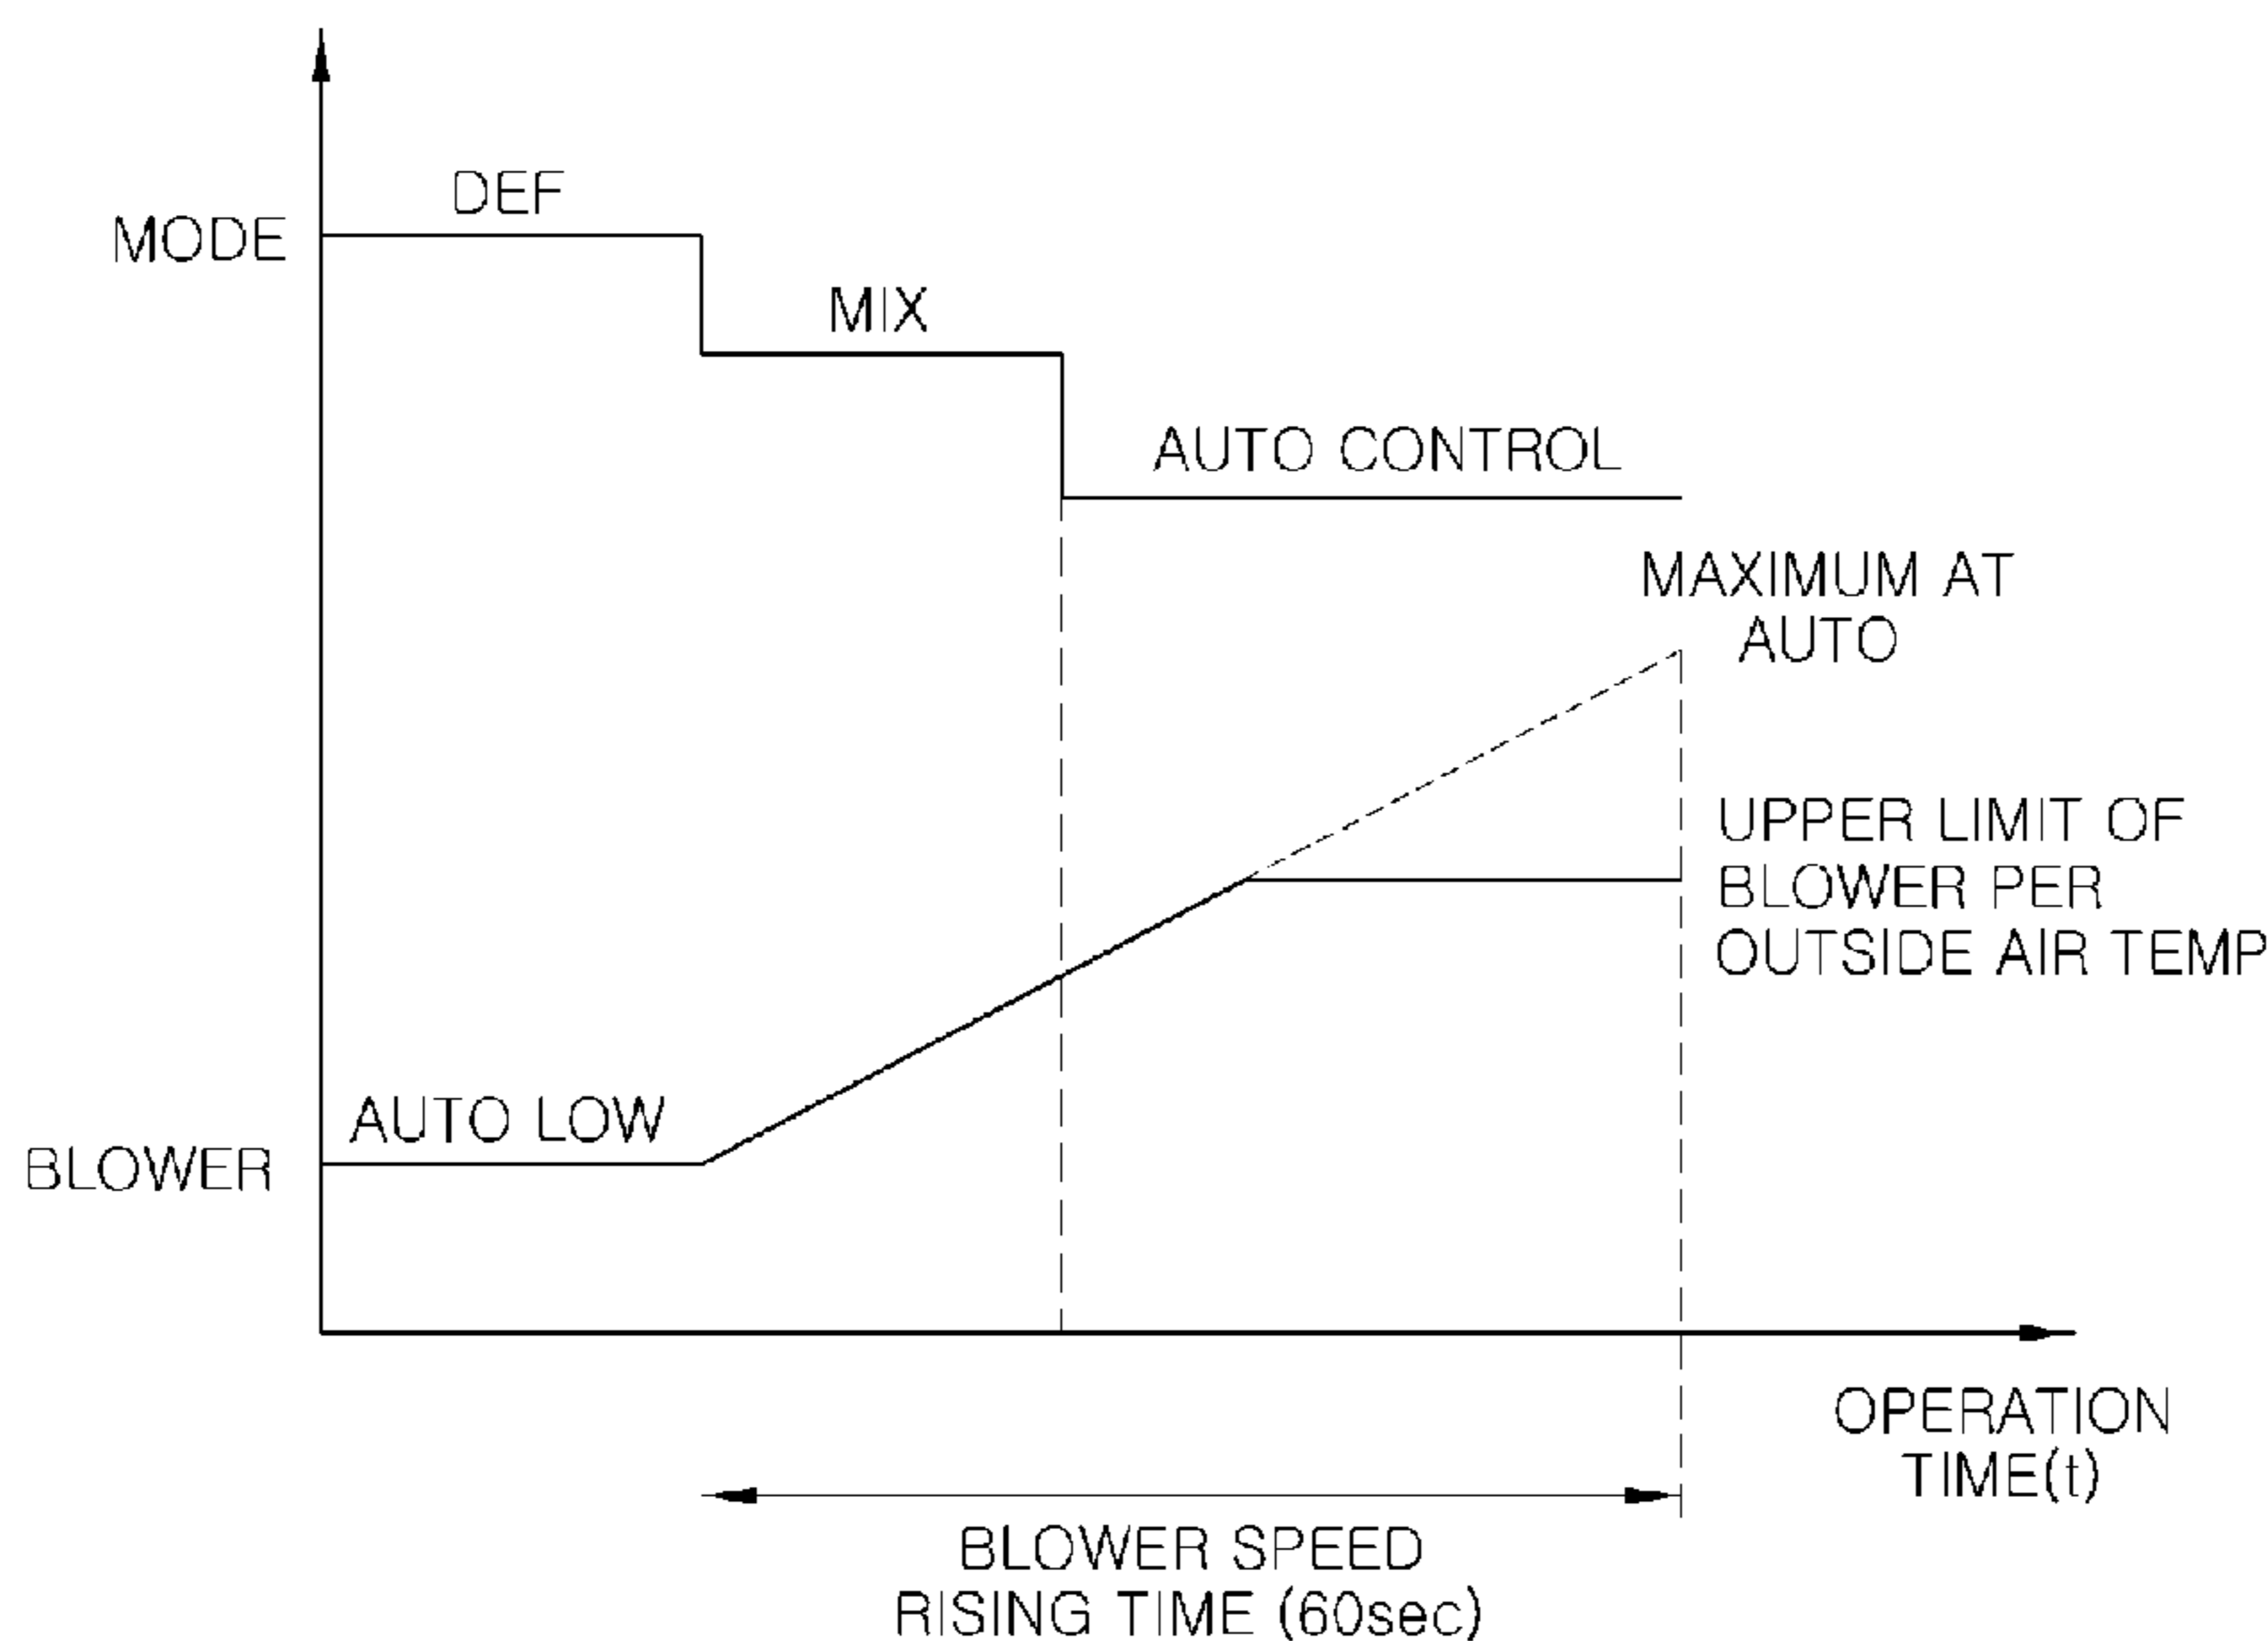 DEF
MODE
MIX
AUTO CONTROL
MAXIMUM AT
AUTO
UPPER LIMIT OF
BLOWER PER
OUTSIDE AIR TEMP
AUTO LOW
BLOWER
OPERATION
TIME(t)
BLOWER SPEED
RISING TIME (60sec)